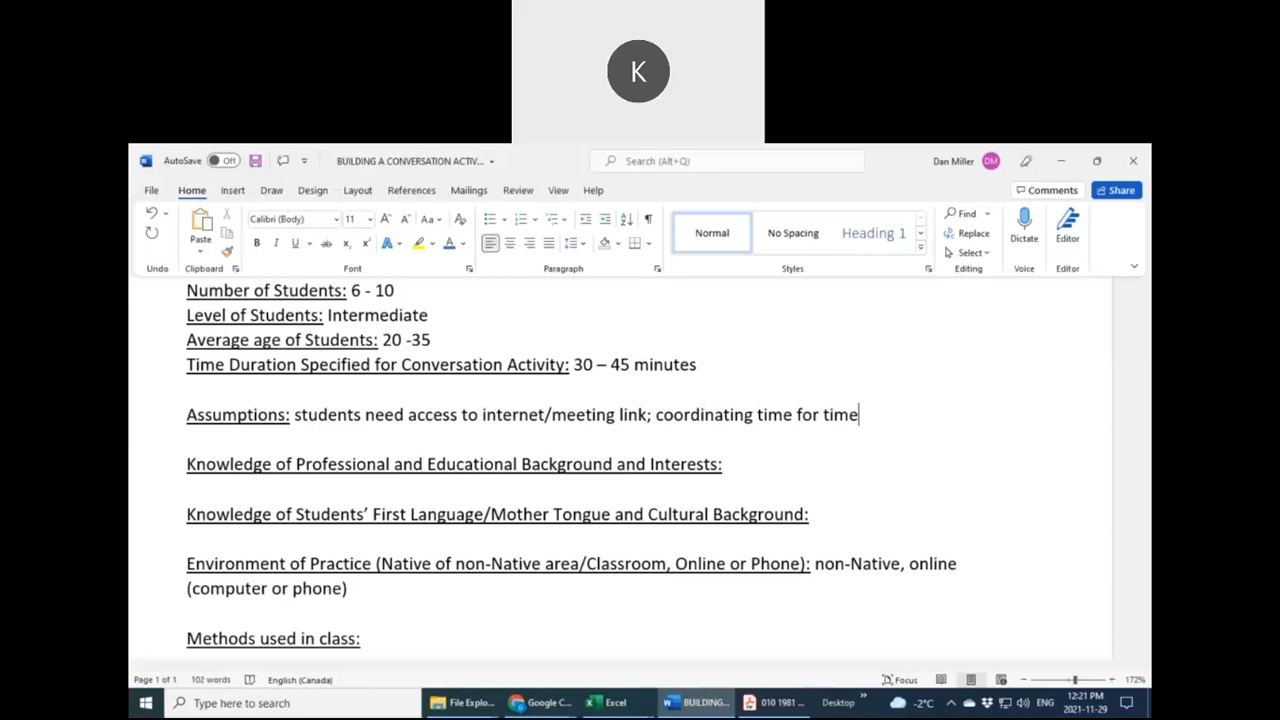 K
AutoSave Off BUILDING A CONVERSATION ACTIV... Search (Alt+Q) Dan Miller DM
File Home Insert Draw Design Layout References Mailings Review View Help Comments Share
Calibri (Body) 11 Aa Find
Paste Normal No Spacing Heading 1 Replace Dictate Editor
B I U ab x A A Select
Undo Clipboard Font Paragraph Styles Editing Voice Editor
Number of Students: 6 - 10
Level of Students: Intermediate
Average age of Students: 20 -35
Time Duration Specified for Conversation Activity: 30 – 45 minutes
Assumptions: students need access to internet/meeting link; coordinating time for time
Knowledge of Professional and Educational Background and Interests:
Knowledge of Students’ First Language/Mother Tongue and Cultural Background:
Environment of Practice (Native of non-Native area/Classroom, Online or Phone): non-Native, online
(computer or phone)
Methods used in class:
Page 1 of 1 102 words English (Canada) Focus 172%
Type here to search File Explo... Google C... Excel BUILDING... 010 1981 ... Desktop -2°C ENG 12:21 PM
2021-11-29